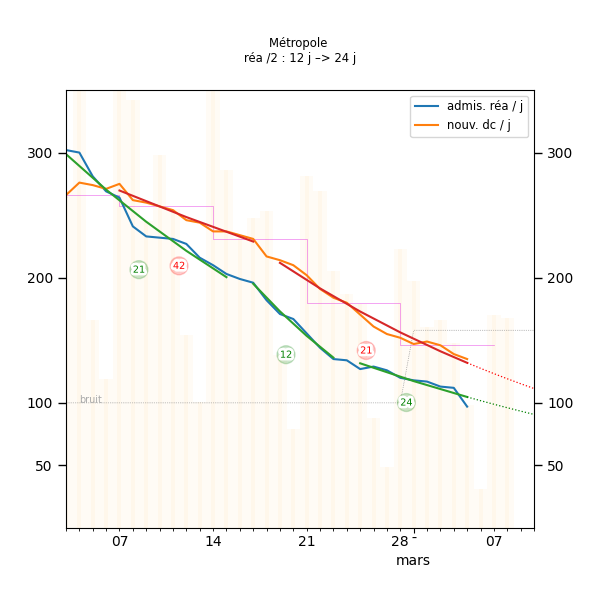 Métropole
réa /2 : 12 j –> 24 j
admis. réa / j
nouv. dc / j
300 300
200 200
100 100
50 50
21
42
12
21
24
bruit
07 14 21 28 07
mars